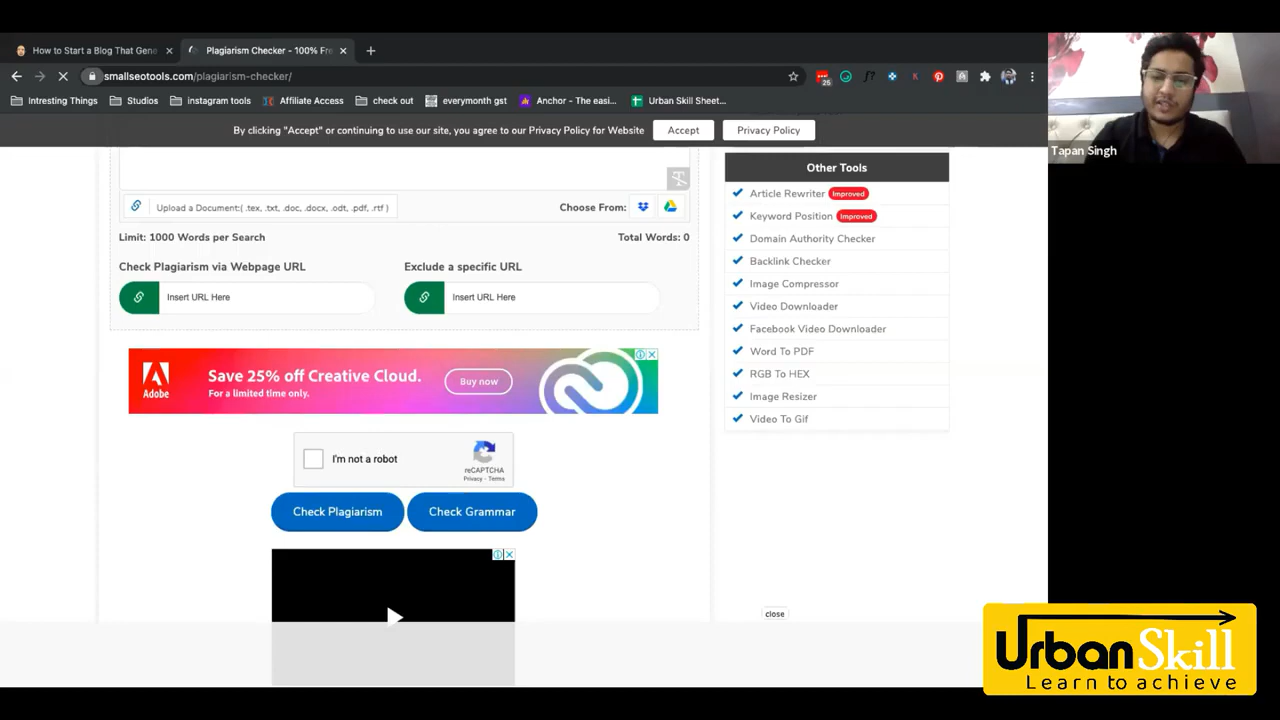 How to Start a Blog That Gene
Plagiarism Checker - 100% Fre
smallseotools.com/plagiarism-checker/
25
f?
K
Intresting Things
Studios
instagram tools
Affiliate Access
check out
everymonth gst
Anchor - The easi...
Urban Skill Sheet...
By clicking "Accept" or continuing to use our site, you agree to our Privacy Policy for Website
Accept
Privacy Policy
Tapan Singh
Other Tools
Article Rewriter Improved
Keyword Position Improved
Domain Authority Checker
Backlink Checker
Image Compressor
Video Downloader
Facebook Video Downloader
Word To PDF
RGB To HEX
Image Resizer
Video To Gif
Upload a Document:( .tex, .txt, .doc, .docx, .odt, .pdf, .rtf )
Choose From:
Limit: 1000 Words per Search
Total Words: 0
Check Plagiarism via Webpage URL
Exclude a specific URL
Insert URL Here
Insert URL Here
Adobe
Save 25% off Creative Cloud.
For a limited time only.
Buy now
I'm not a robot
reCAPTCHA
Privacy - Terms
Check Plagiarism
Check Grammar
close
Urban Skill
Learn to achieve